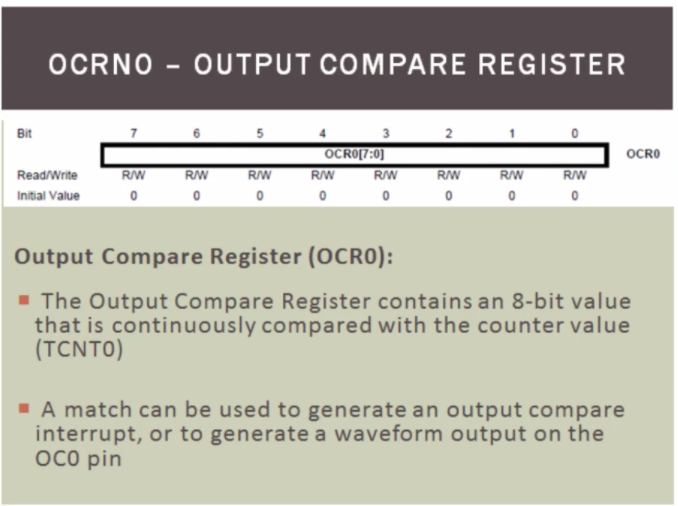 OCRNO – OUTPUT COMPARE REGISTER
Bit 7 6 5 4 3 2 1 0
OCR0[7:0] OCR0
Read/Write R/W R/W R/W R/W R/W R/W R/W R/W
Initial Value 0 0 0 0 0 0 0 0
Output Compare Register (OCR0):
The Output Compare Register contains an 8-bit value
that is continuously compared with the counter value
(TCNT0)
A match can be used to generate an output compare
interrupt, or to generate a waveform output on the
OC0 pin